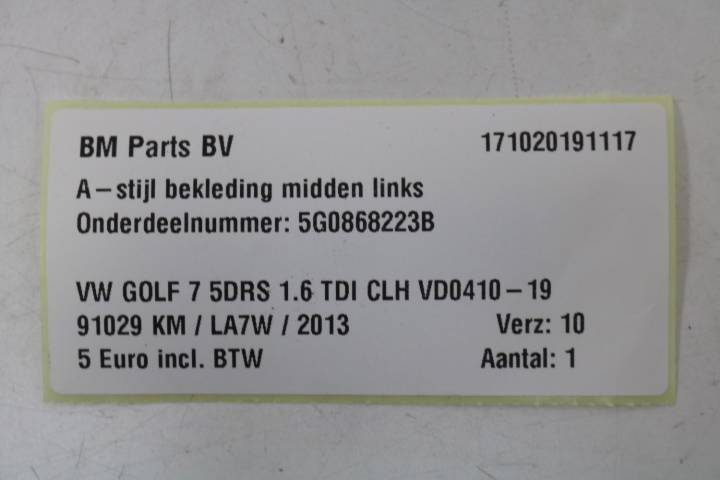 BM Parts BV 171020191117
A-stijl bekleding midden links
Onderdeelnummer: 5G0868223B
VW GOLF 7 5DRS 1.6 TDI CLH VD0410-19
91029 KM / LA7W / 2013 Verz: 10
5 Euro incl. BTW Aantal: 1